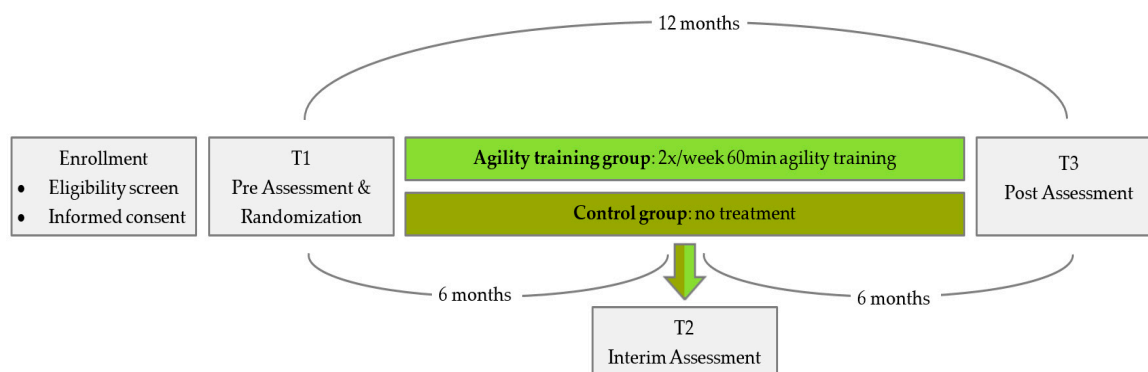 12 months
Enrollment
• Eligibility screen
• Informed consent
T1
Pre Assessment &
Randomization
Agility training group: 2x/week 60min agility training
Control group: no treatment
T3
Post Assessment
6 months
6 months
T2
Interim Assessment